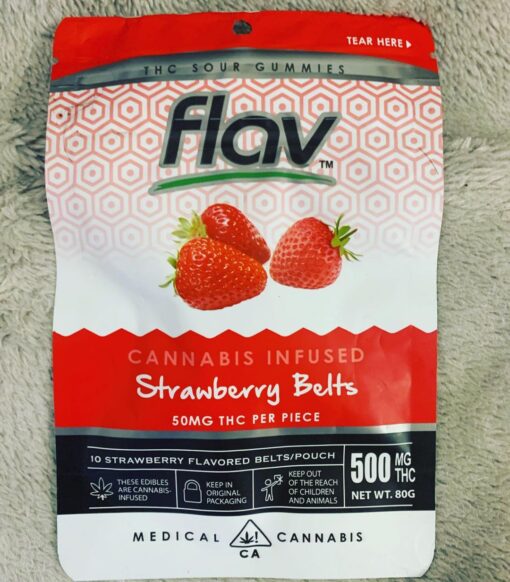 TEAR HERE
THC SOUR GUMMIES
flav™
CANNABIS INFUSED
Strawberry Belts
50MG THC PER PIECE
10 STRAWBERRY FLAVORED BELTS/POUCH
THESE EDIBLES
ARE CANNABIS-
INFUSED
KEEP IN
ORIGINAL
PACKAGING
KEEP OUT
OF THE REACH
OF CHILDREN
AND ANIMALS
500 MG
THC
NET WT. 80G
MEDICAL ! CANNABIS
CA